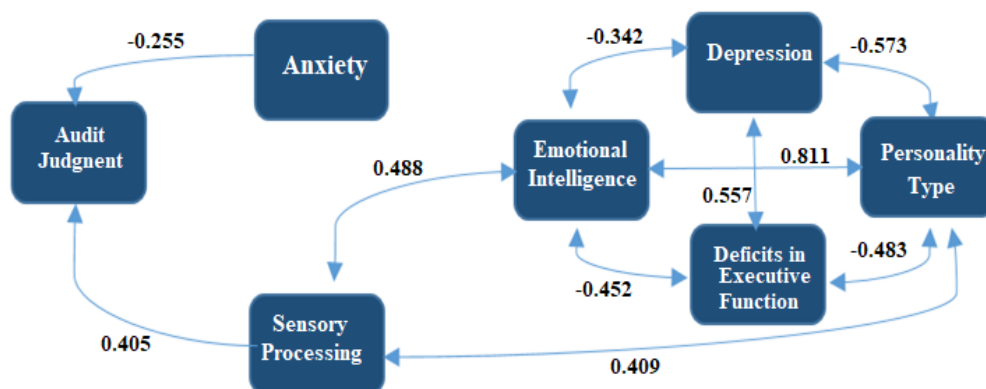 -0.255
Anxiety
-0.342
Depression
-0.573
Audit
Judgment
0.488
Emotional
Intelligence
0.811
Personality
Type
0.557
-0.452
Deficits in
Executive
Function
-0.483
0.405
Sensory
Processing
0.409